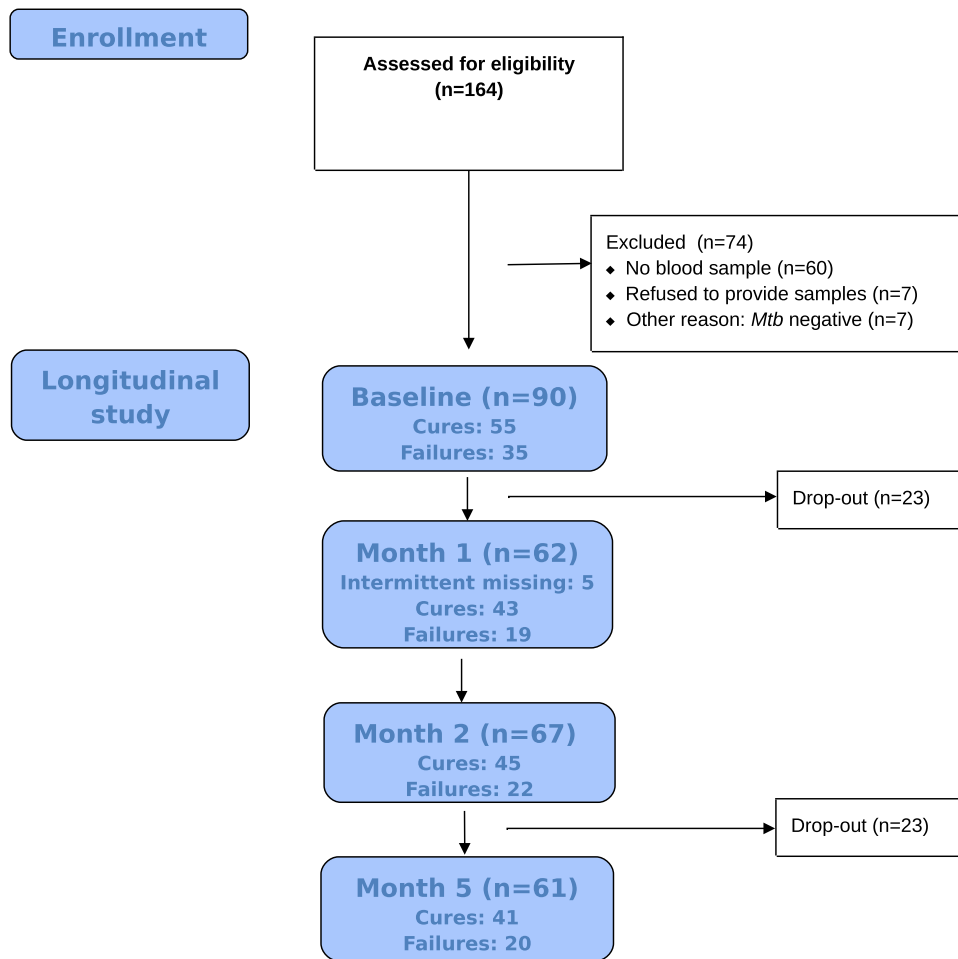 Enrollment
Assessed for eligibility
(n=164)
Excluded (n=74)
◆ No blood sample (n=60)
◆ Refused to provide samples (n=7)
◆ Other reason: Mtb negative (n=7)
Longitudinal
study
Baseline (n=90)
Cures: 55
Failures: 35
Drop-out (n=23)
Month 1 (n=62)
Intermittent missing: 5
Cures: 43
Failures: 19
Month 2 (n=67)
Cures: 45
Failures: 22
Drop-out (n=23)
Month 5 (n=61)
Cures: 41
Failures: 20